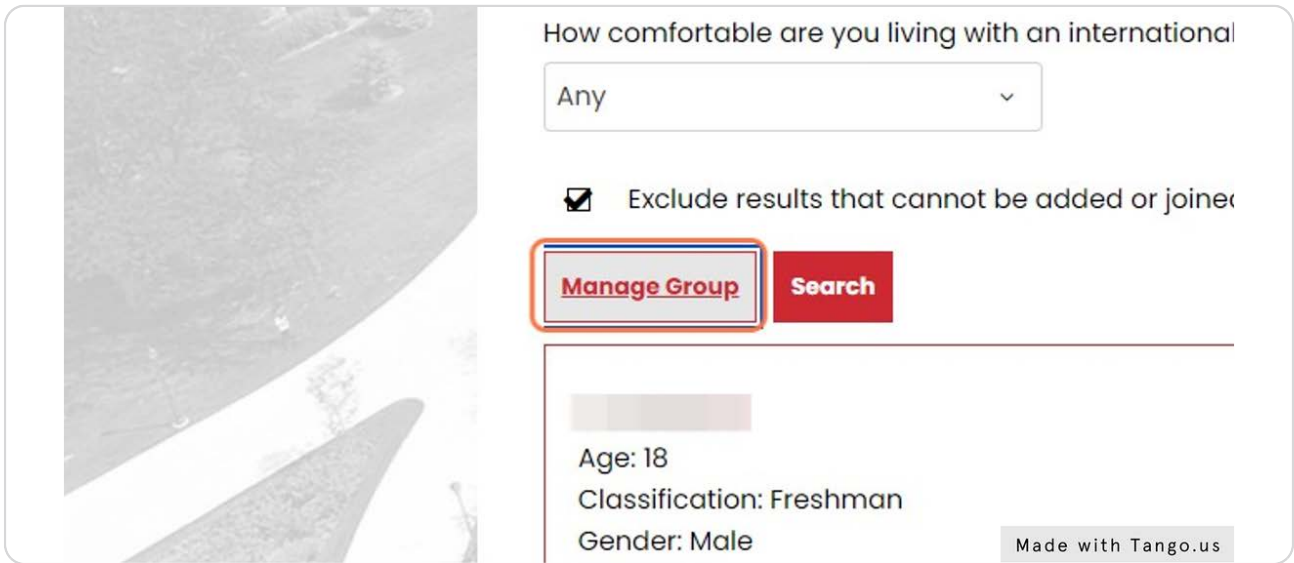 How comfortable are you living with an international
Any
Exclude results that cannot be added or joined
Manage Group
Search
Age: 18
Classification: Freshman
Gender: Male
Made with Tango.us